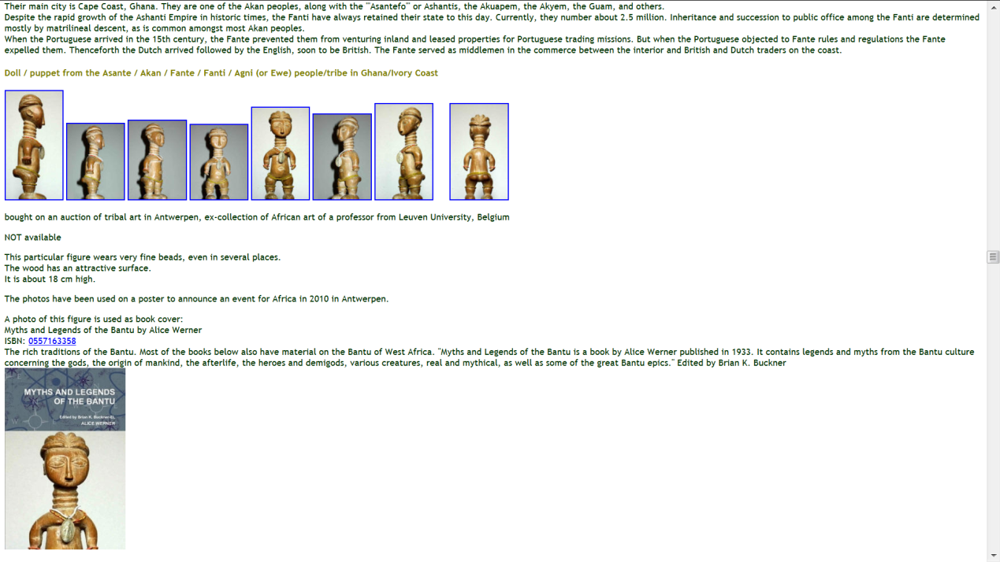 Their main city is Cape Coast, Ghana. They are one of the Akan peoples, along with the "'Asantefo'" or Ashantis, the Akuapem, the Akyem, the Guam, and others.
Despite the rapid growth of the Ashanti Empire in historic times, the Fanti have always retained their state to this day. Currently, they number about 2.5 million. Inheritance and succession to public office among the Fanti are determined
mostly by matrilineal descent, as is common amongst most Akan peoples.
When the Portuguese arrived in the 15th century, the Fante prevented them from venturing inland and leased properties for Portuguese trading missions. But when the Portuguese objected to Fante rules and regulations the Fante
expelled them. Thenceforth the Dutch arrived followed by the English, soon to be British. The Fante served as middlemen in the commerce between the interior and British and Dutch traders on the coast.
Doll / puppet from the Asante / Akan / Fante / Fanti / Agni (or Ewe) people/tribe in Ghana/Ivory Coast
bought on an auction of tribal art in Antwerpen, ex-collection of African art of a professor from Leuven University, Belgium
NOT available
This particular figure wears very fine beads, even in several places.
The wood has an attractive surface.
It is about 18 cm high.
The photos have been used on a poster to announce an event for Africa in 2010 in Antwerpen.
A photo of this figure is used as book cover:
Myths and Legends of the Bantu by Alice Werner
ISBN: 0557163358
The rich traditions of the Bantu. Most of the books below also have material on the Bantu of West Africa. "Myths and Legends of the Bantu is a book by Alice Werner published in 1933. It contains legends and myths from the Bantu culture
concerning the gods, the origin of mankind, the afterlife, the heroes and demigods, various creatures, real and mythical, as well as some of the great Bantu epics." Edited by Brian K. Buckner
MYTHS AND LEGENDS
OF THE BANTU
Edited by Brian K. Buckner EL
ALICE WERNER